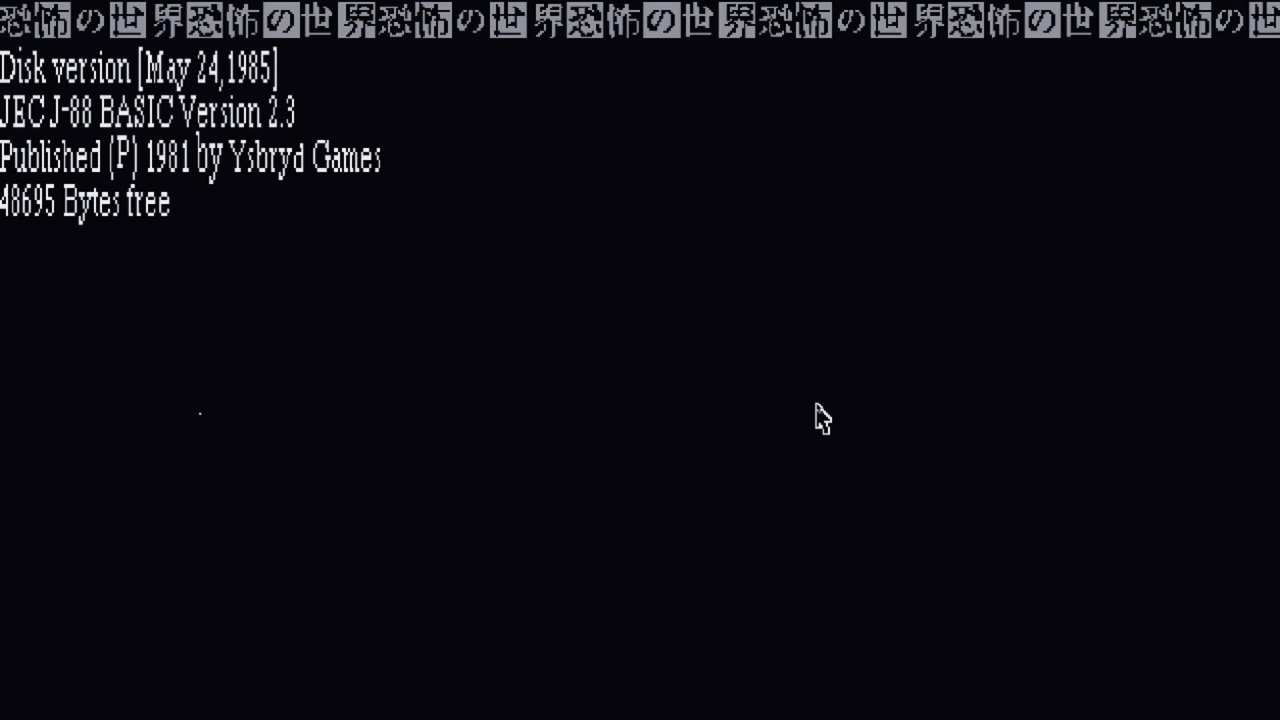 恐怖の世界恐怖の世界恐怖の世界恐怖の世界恐怖の世界恐怖の世界恐怖の世
Disk version [May 24,1985]
JEC J-88 BASIC Version 2.3
Published (P) 1981 by Ysbryd Games
48695 Bytes free